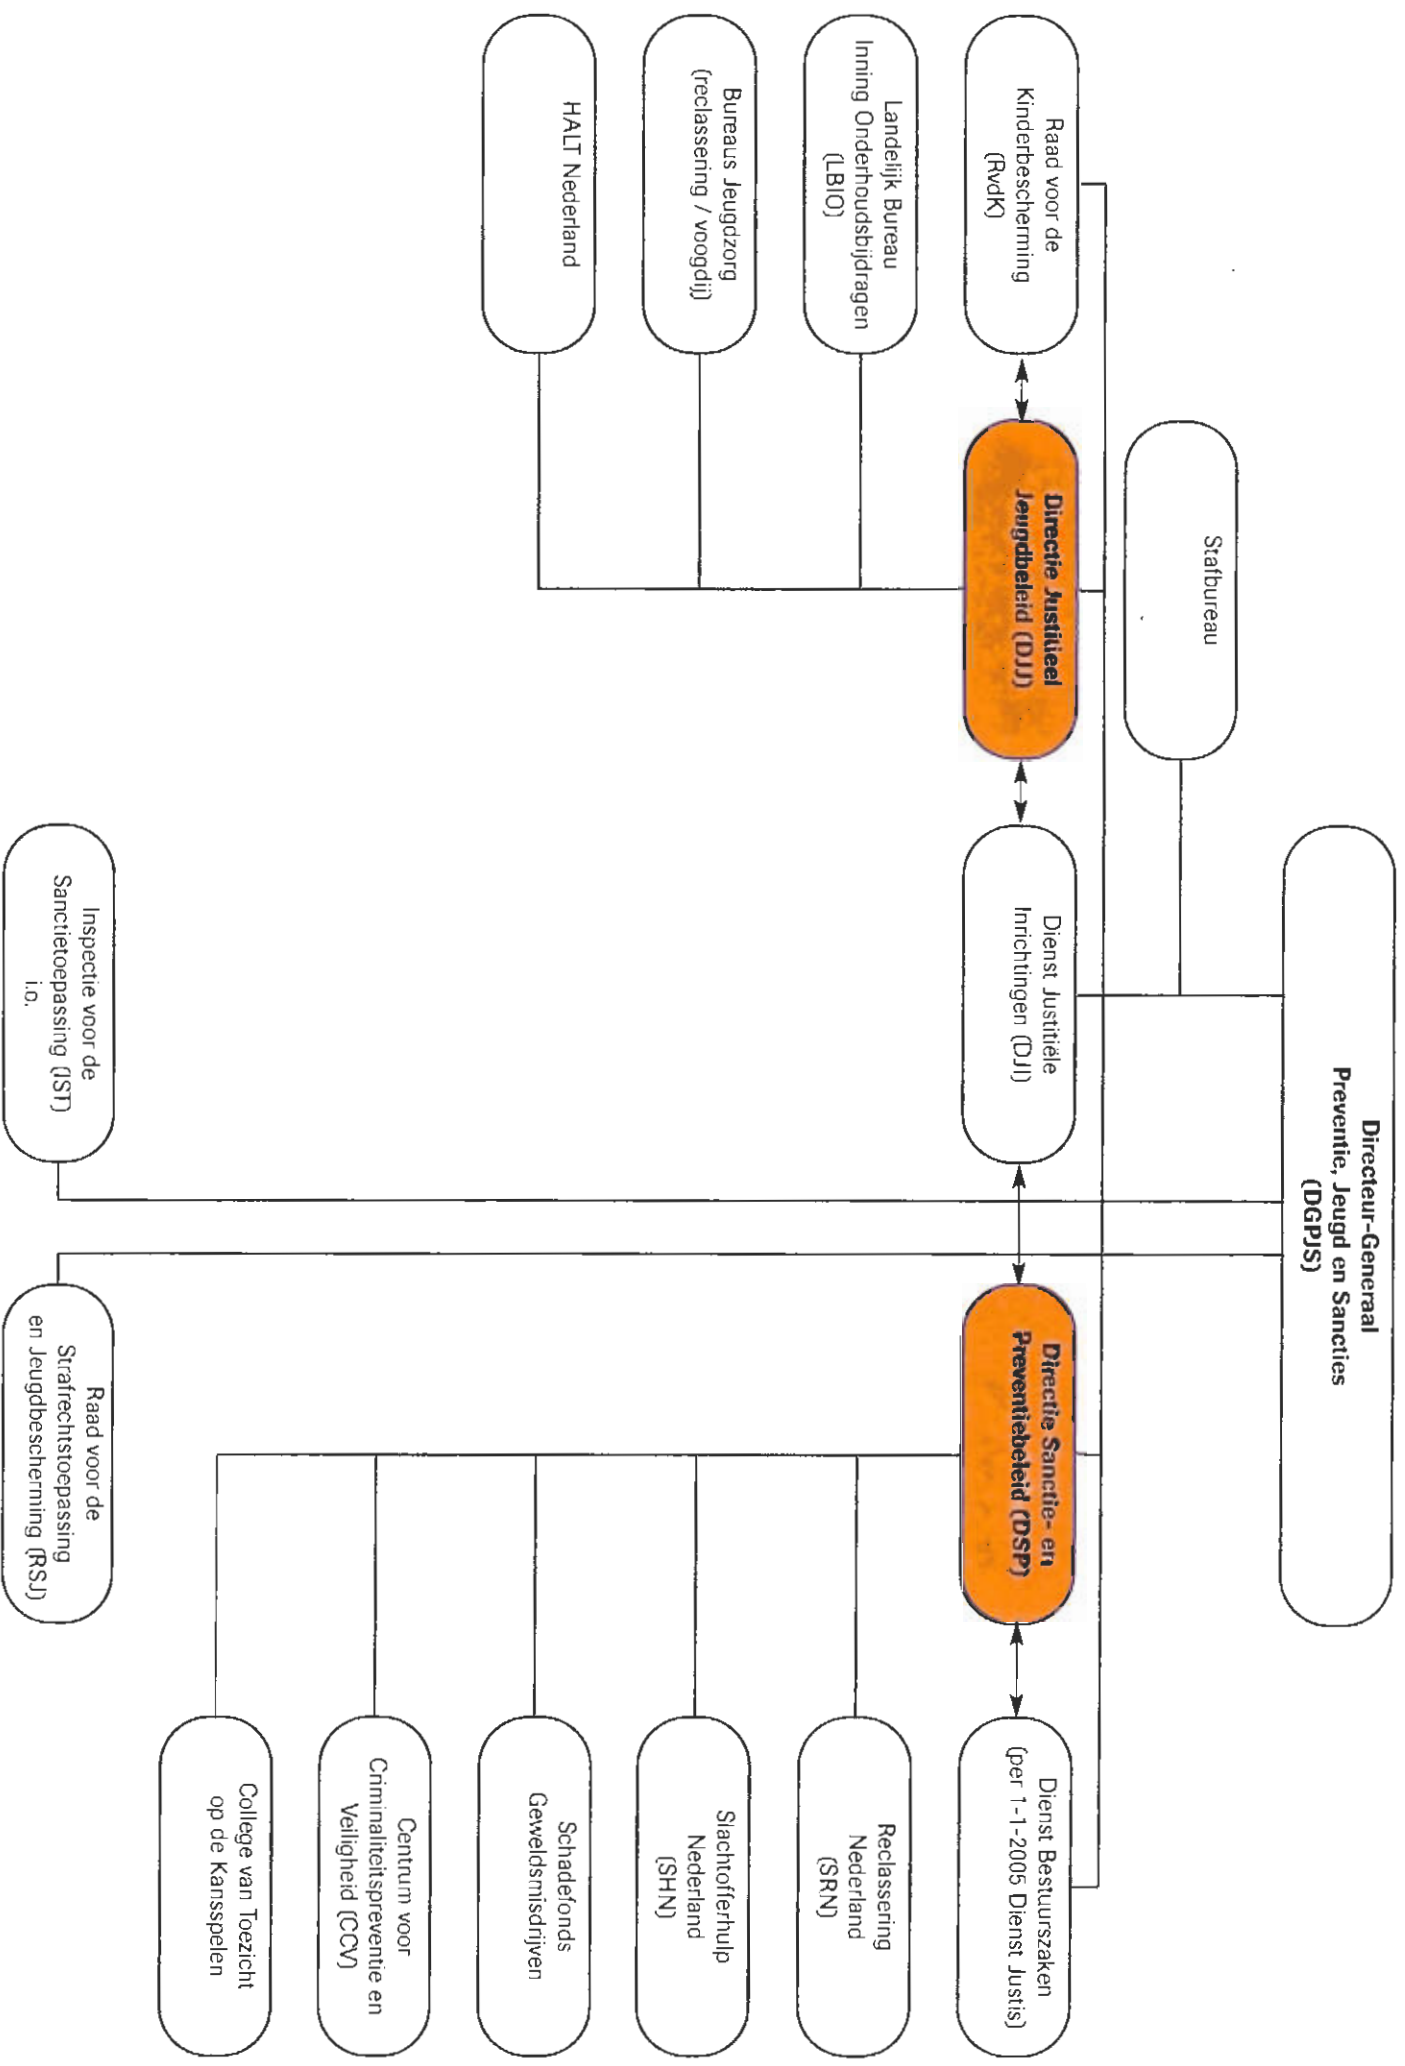 Directeur-Generaal
Preventie, Jeugd en Sancties
(DGPJS)
Stafbureau
Raad voor de
Kinderbescherming
(RvdK)
Directie Justitieel
Jeugdbeleid (DJJ)
Dienst Justitiële
Inrichtingen (DJI)
Directie Sanctie- en
Preventiebeleid (DSP)
Dienst Bestuurszaken
(per 1-1-2005 Dienst Justis)
Landelijk Bureau
Inning Onderhoudsbijdragen
(LBIO)
Bureaus Jeugdzorg
(reclassering / voogdij)
HALT Nederland
Reclassering
Nederland
(SRN)
Slachtofferhulp
Nederland
(SHN)
Schadefonds
Geweldsmisdrijven
Centrum voor
Criminaliteitspreventie en
Veiligheid (CCV)
College van Toezicht
op de Kansspelen
Inspectie voor de
Sanctietoepassing (IST)
i.o.
Raad voor de
Strafrechtstoepassing
en Jeugdbescherming (RSJ)